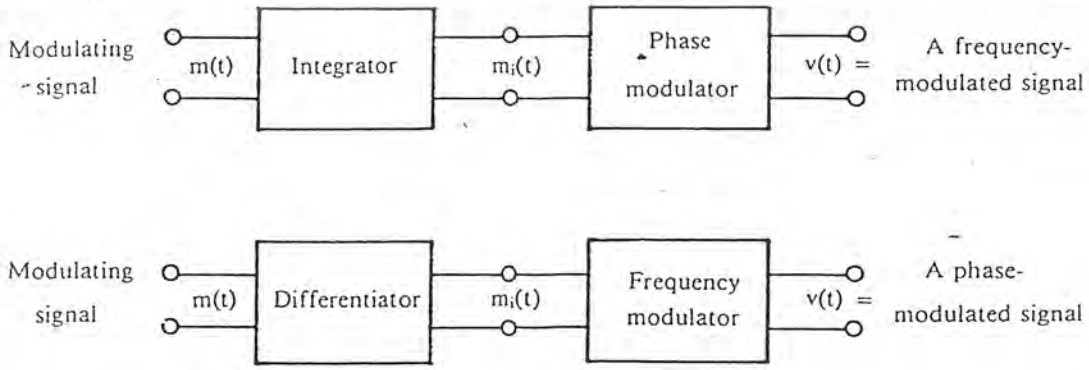 Modulating
signal
m(t)
Integrator
mi(t)
Phase
modulator
v(t) =
A frequency-
modulated signal
Modulating
signal
m(t)
Differentiator
mi(t)
Frequency
modulator
v(t) =
A phase-
modulated signal